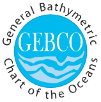 General Bathymetric
GEBCO
Chart of the Oceans